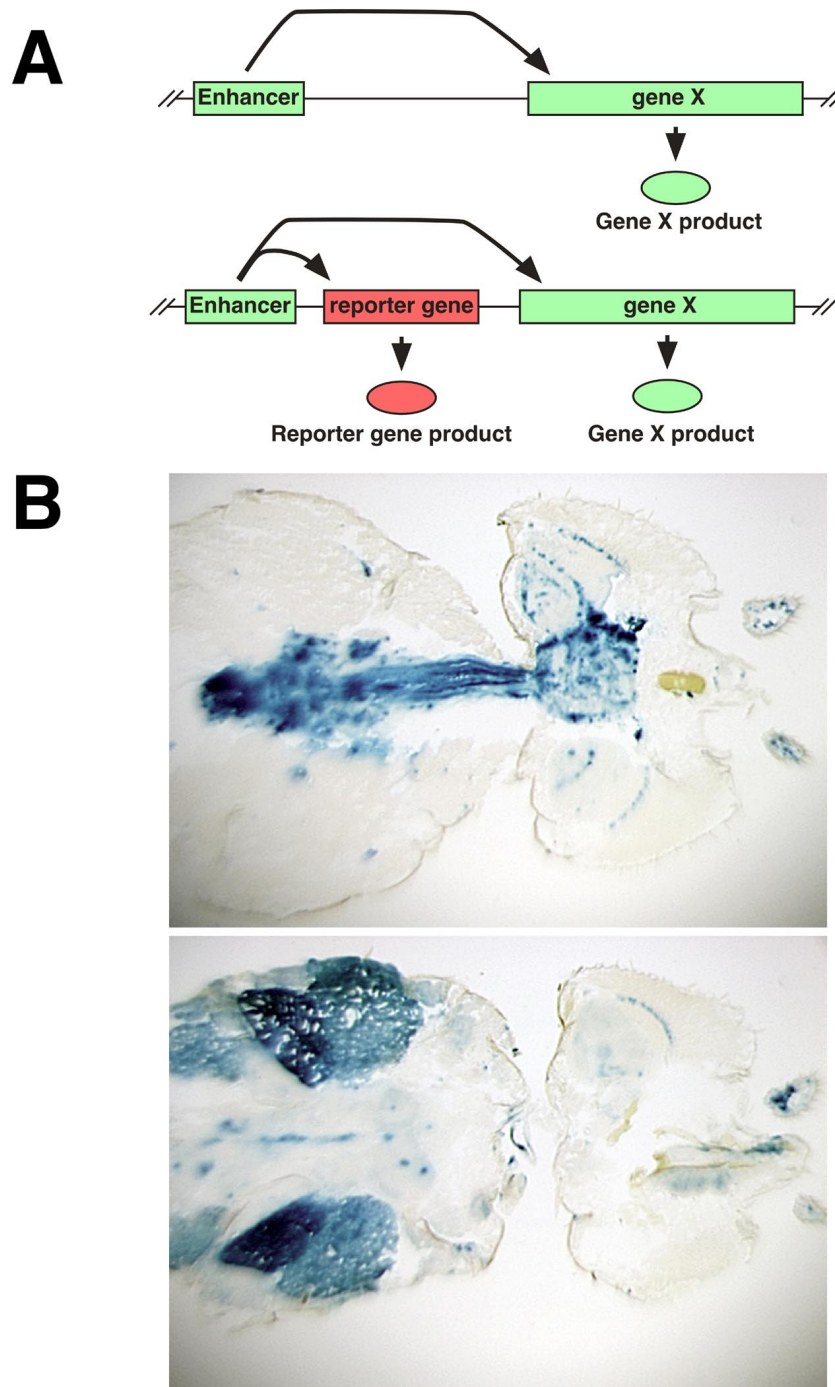 A
Enhancer
gene X
Gene X product
Enhancer
reporter gene
gene X
Reporter gene product
Gene X product
B